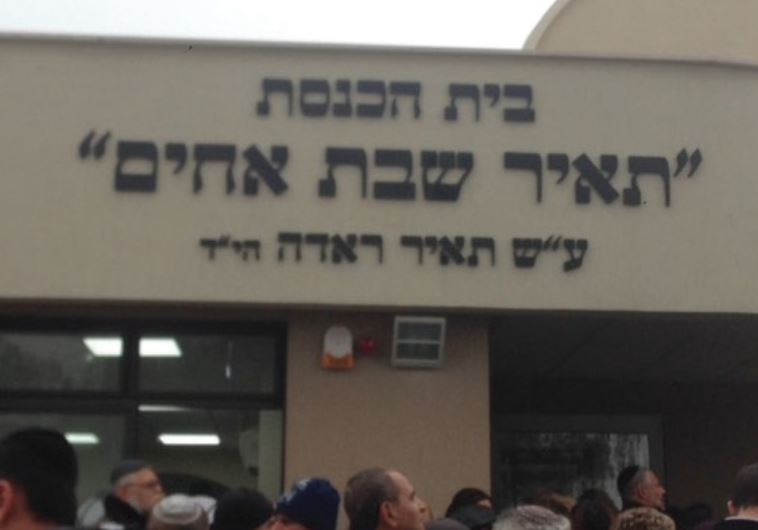 בית הכנסת
"תאיר שבת אחים"
ע"ש תאיר ראדה הי"ד